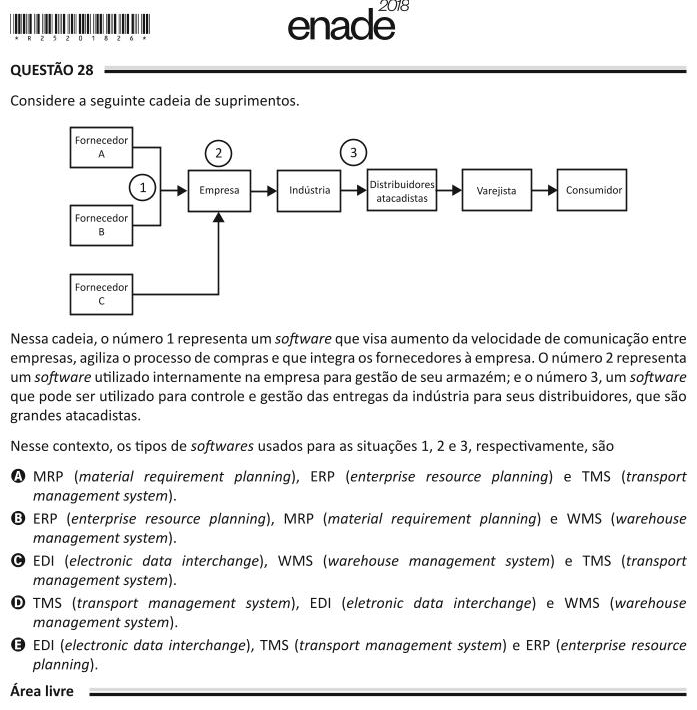 2018
enade
* R 2 5 2 0 1 8 2 6 *
QUESTÃO 28
Considere a seguinte cadeia de suprimentos.
Fornecedor
A
1
Fornecedor
B
Fornecedor
C
2
Empresa
Indústria
3
Distribuidores
atacadistas
Varejista
Consumidor
Nessa cadeia, o número 1 representa um software que visa aumento da velocidade de comunicação entre
empresas, agiliza o processo de compras e que integra os fornecedores à empresa. O número 2 representa
um software utilizado internamente na empresa para gestão de seu armazém; e o número 3, um software
que pode ser utilizado para controle e gestão das entregas da indústria para seus distribuidores, que são
grandes atacadistas.
Nesse contexto, os tipos de softwares usados para as situações 1, 2 e 3, respectivamente, são
A MRP (material requirement planning), ERP (enterprise resource planning) e TMS (transport
management system).
B ERP (enterprise resource planning), MRP (material requirement planning) e WMS (warehouse
management system).
C EDI (electronic data interchange), WMS (warehouse management system) e TMS (transport
management system).
D TMS (transport management system), EDI (eletronic data interchange) e WMS (warehouse
management system).
E EDI (electronic data interchange), TMS (transport management system) e ERP (enterprise resource
planning).
Área livre